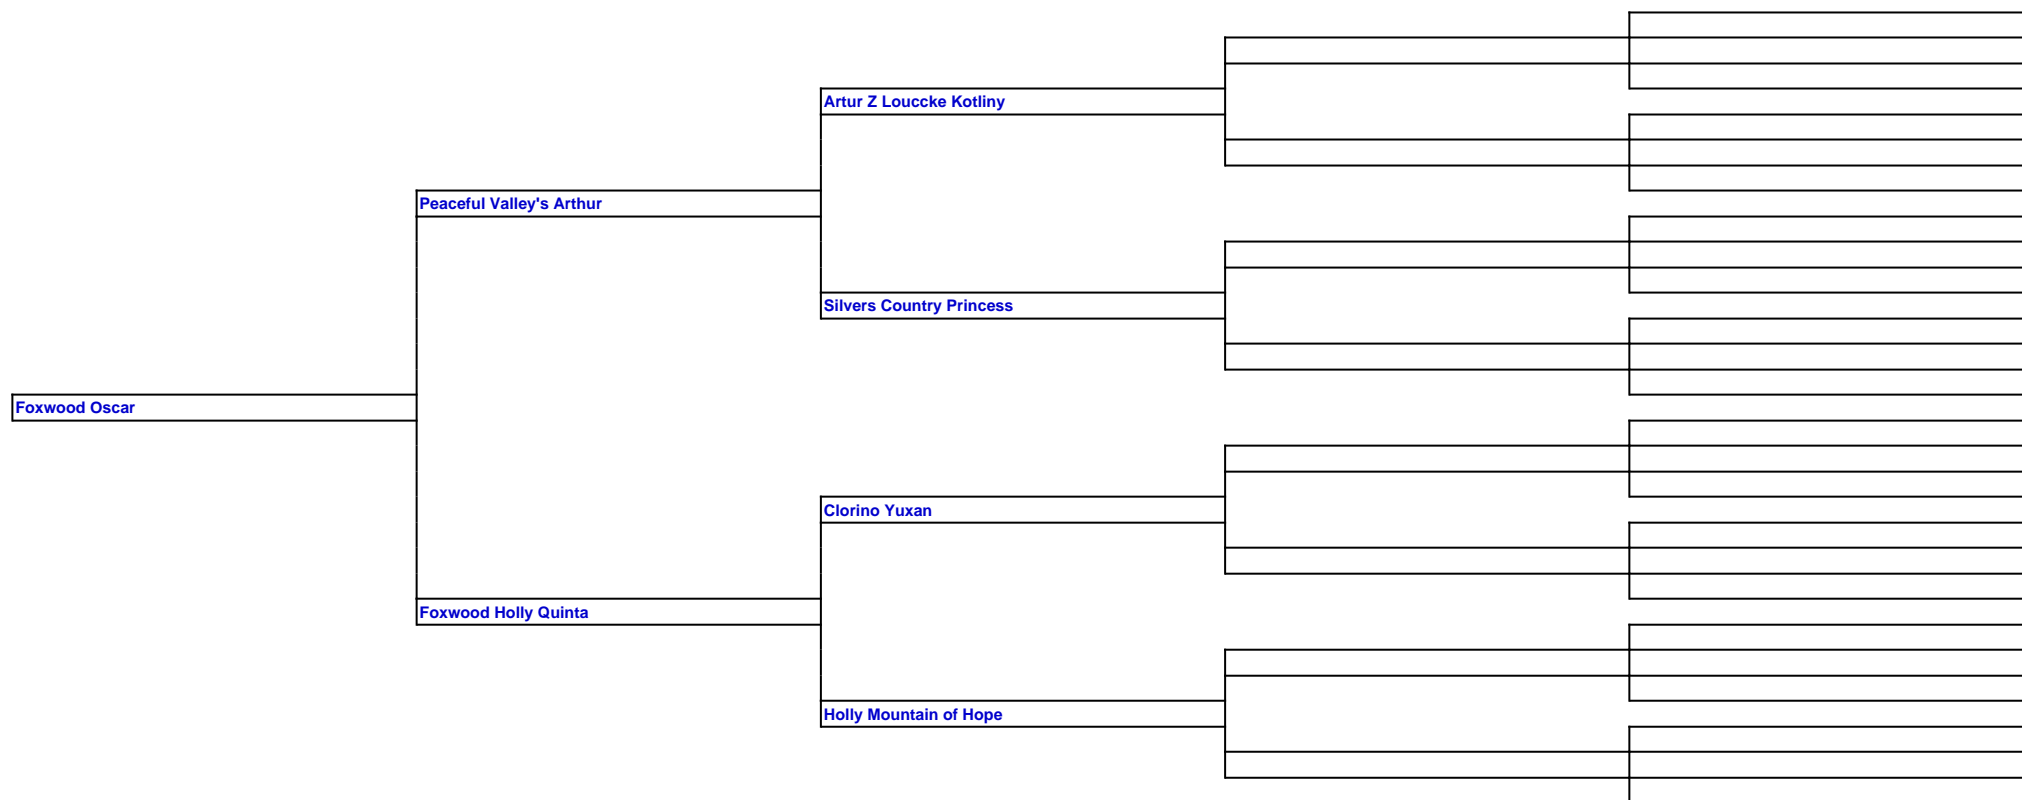 Artur Z Louccke Kotliny
Peaceful Valley's Arthur
Silvers Country Princess
Foxwood Oscar
Clorino Yuxan
Foxwood Holly Quinta
Holly Mountain of Hope